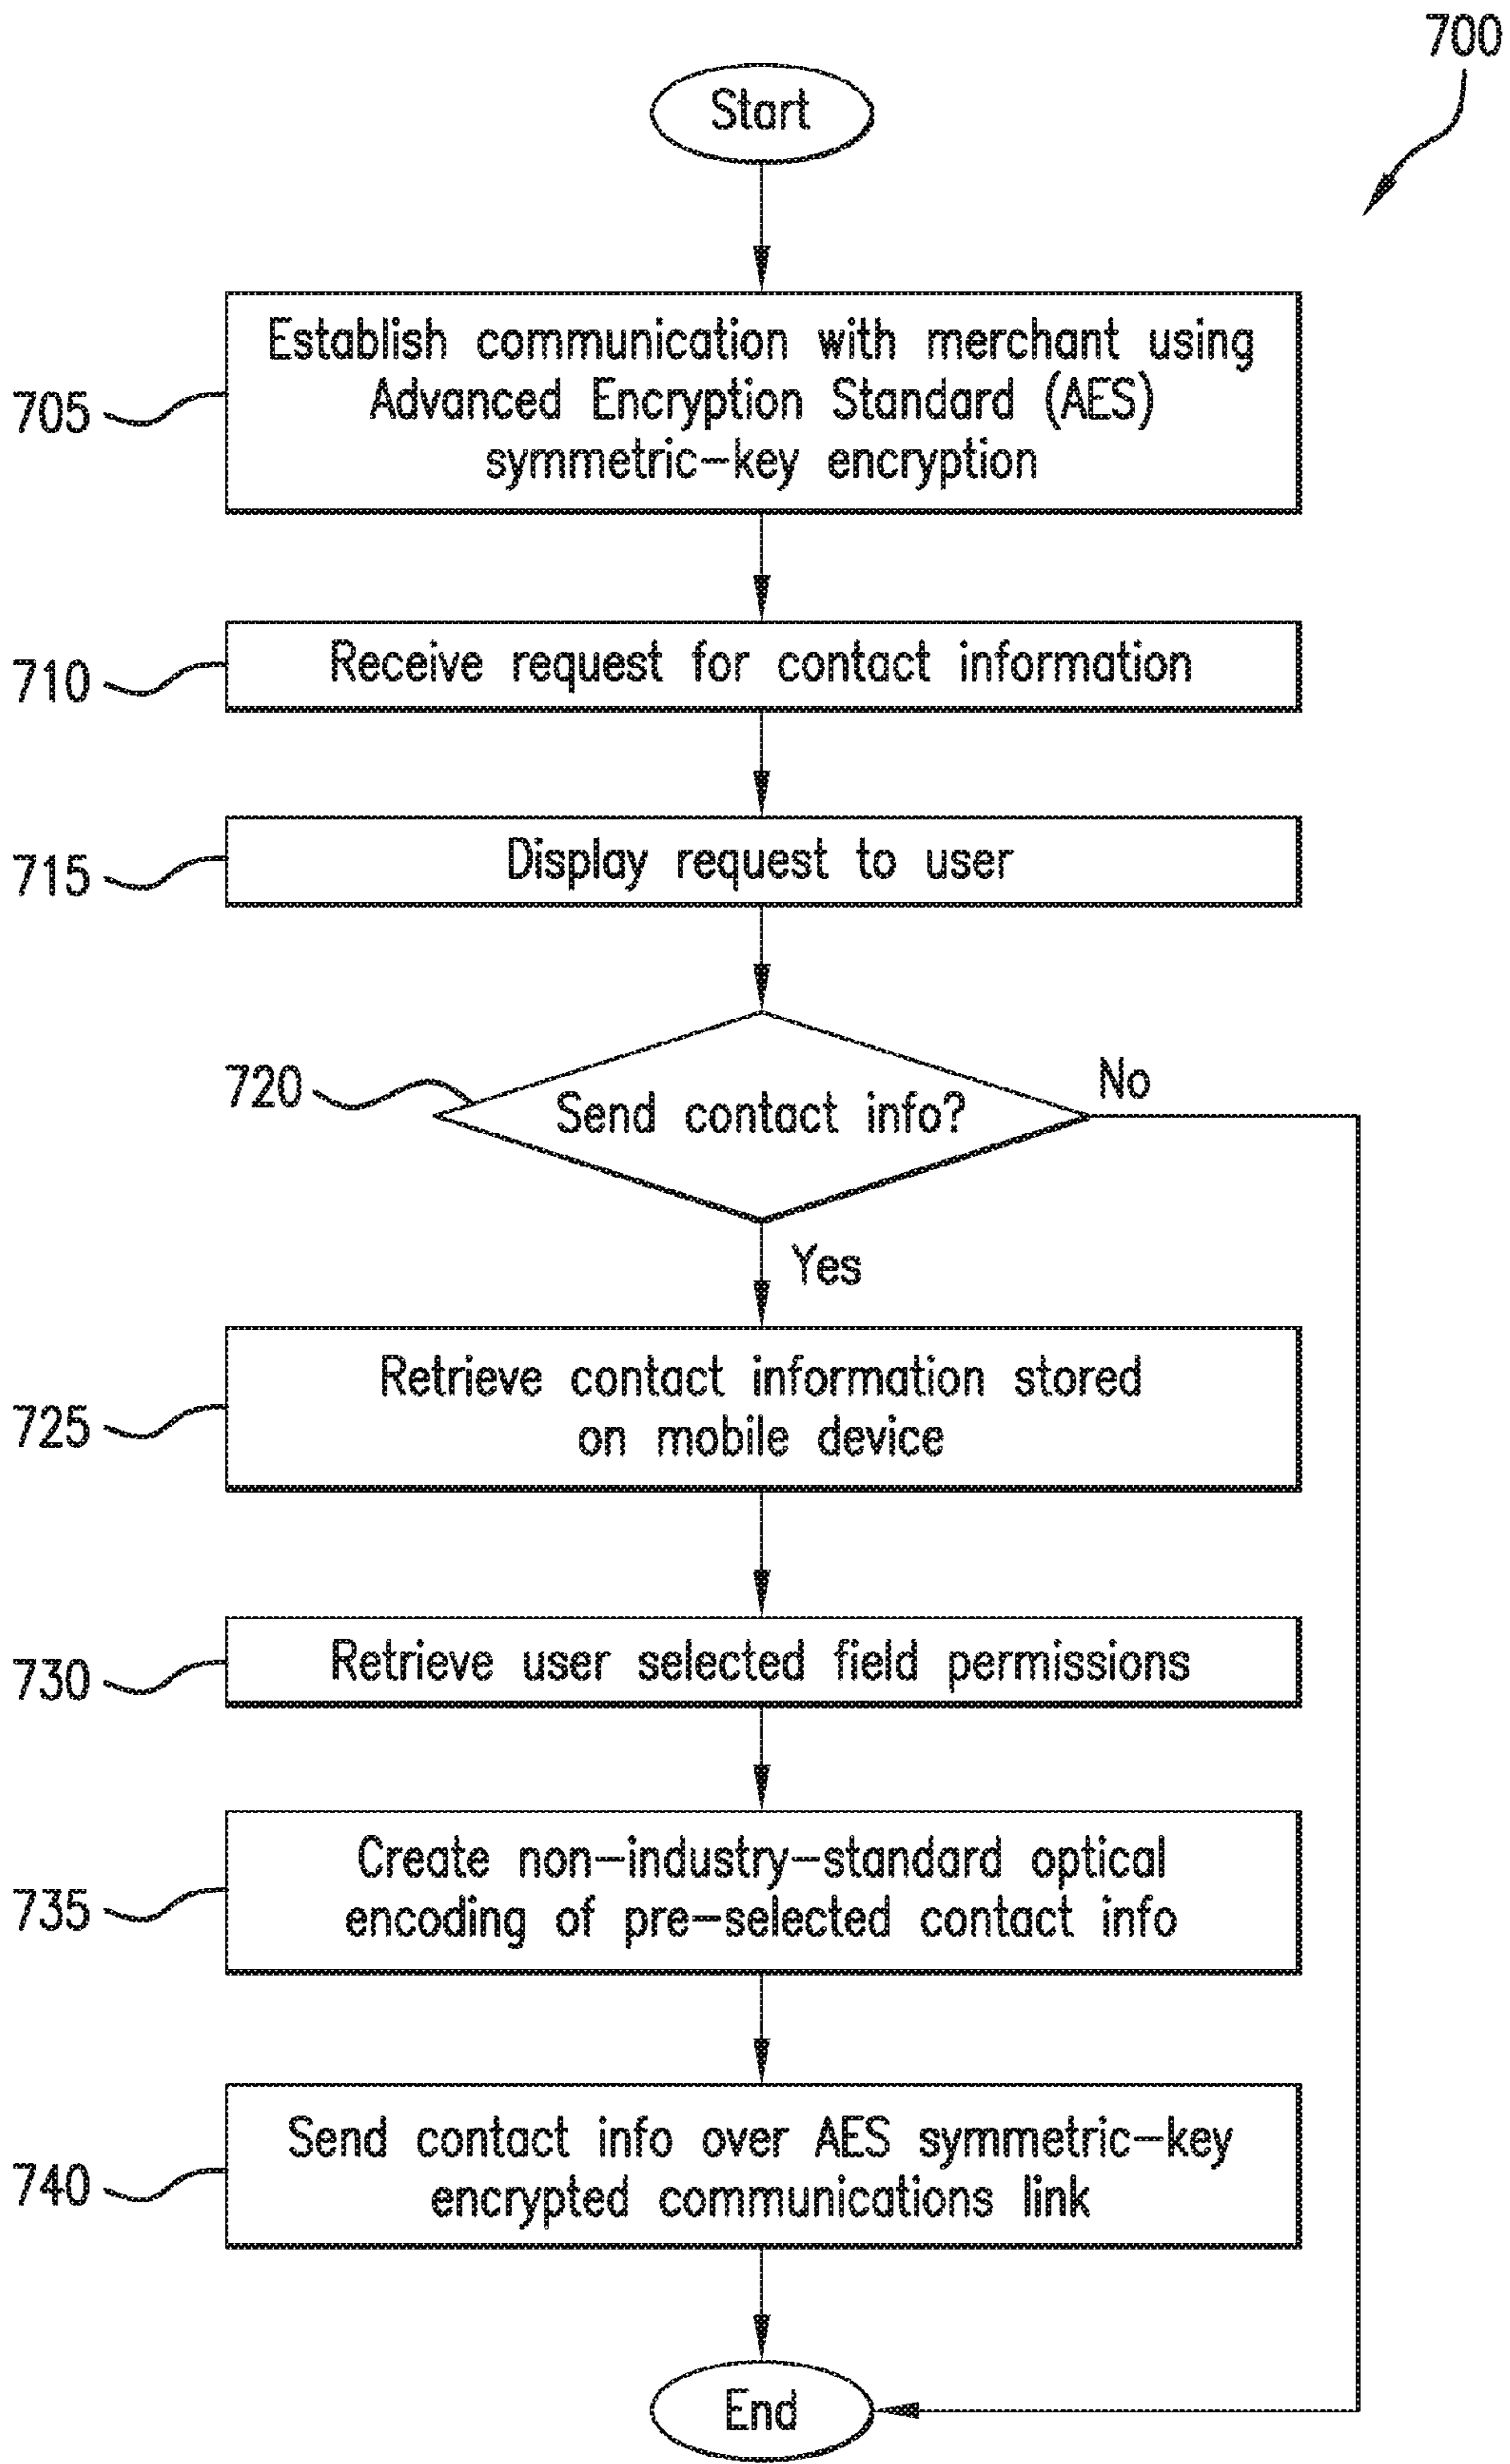 700
Start
Establish communication with merchant using
Advanced Encryption Standard (AES)
symmetric-key encryption
705
Receive request for contact information
710
Display request to user
715
720
Send contact info?
No
Yes
Retrieve contact information stored
on mobile device
725
Retrieve user selected field permissions
730
Create non-industry-standard optical
encoding of pre-selected contact info
735
Send contact info over AES symmetric-key
encrypted communications link
740
End